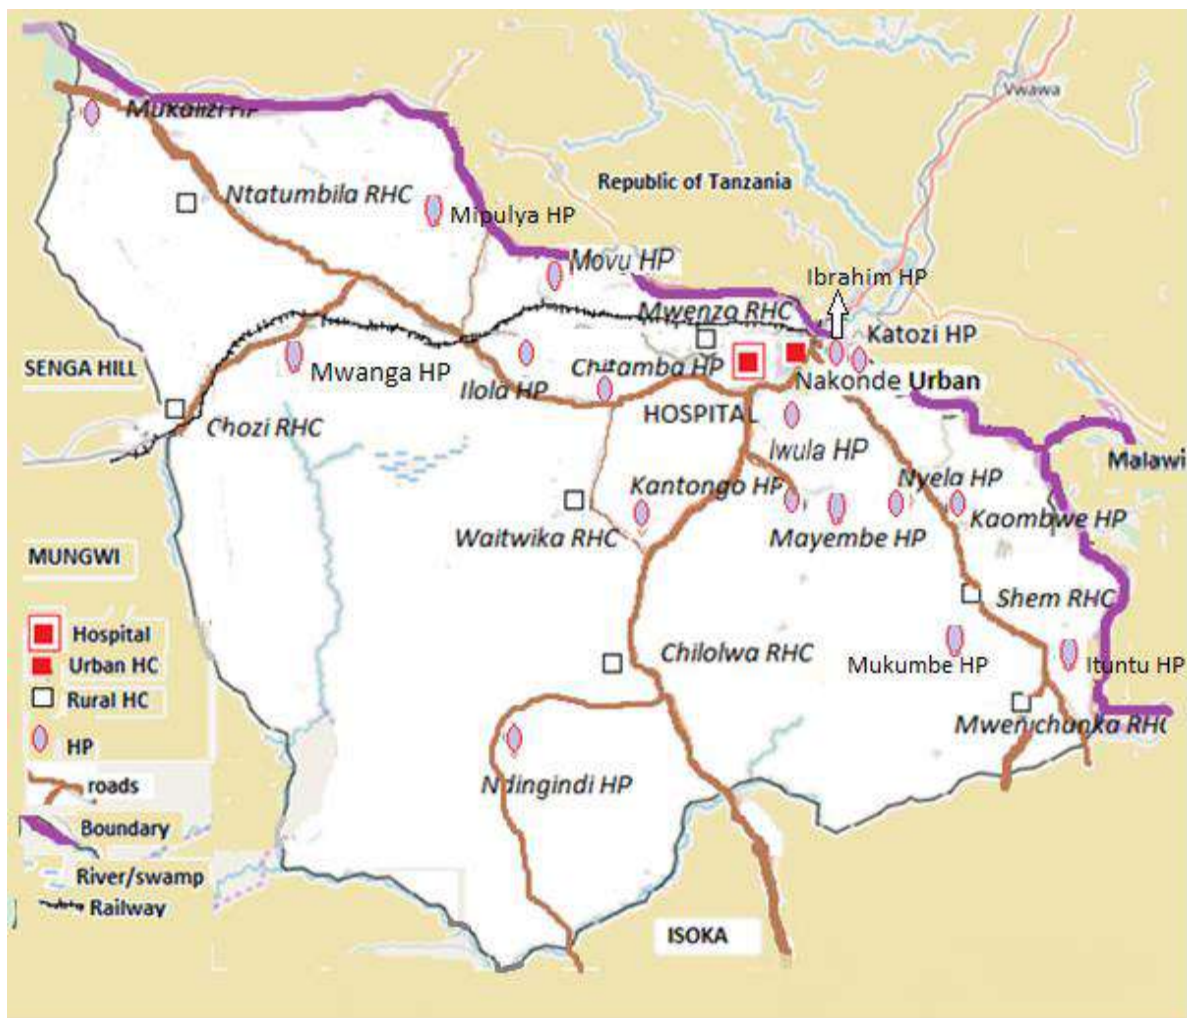 Mukalizi HP
Vwawa
Republic of Tanzania
Ntatumbila RHC
Mipulya HP
Movu HP
Ibrahim HP
Mwenzo RHC
Katozi HP
SENGA HILL
Mwanga HP
Chitamba HP
Ilola HP
Nakonde Urban
HOSPITAL
Chozi RHC
Iwula HP
Malawi
Nyela HP
Kantongo HP
Kaombwe HP
Waitwika RHC
Mayembe HP
MUNGWI
Shem RHC
Chilolwa RHC
Mukumbe HP
Ituntu HP
Mwenichunka RHC
Ndingindi HP
ISOKA
Hospital
Urban HC
Rural HC
HP
roads
Boundary
River/swamp
Railway